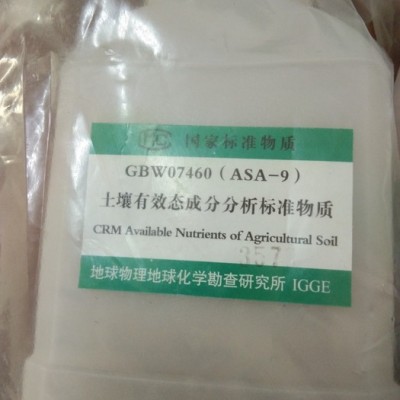 国家标准物质
GBW07460（ASA-9）
土壤有效态成分分析标准物质
CRM Available Nutrients of Agricultural Soil
357
地球物理地球化学勘查研究所 IGGE